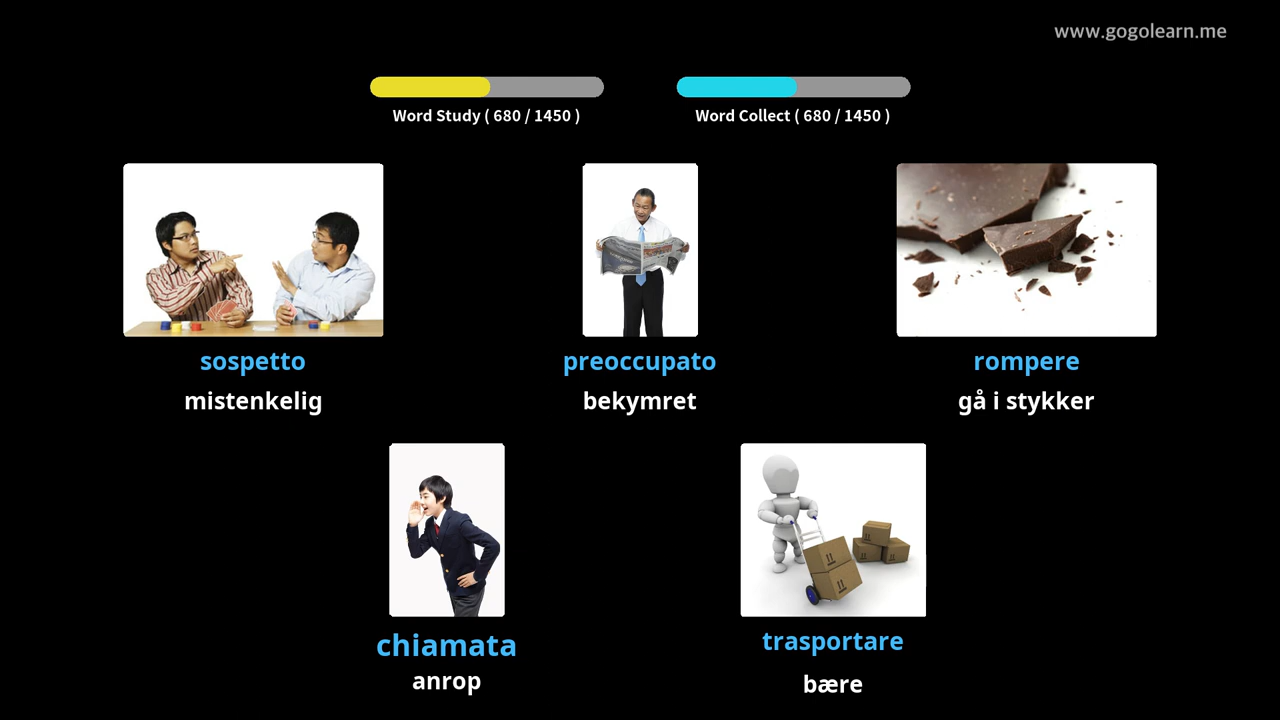 www.gogolearn.me
Word Study ( 680 / 1450 )
Word Collect ( 680 / 1450 )
sospetto
mistenkelig
preoccupato
bekymret
rompere
gå i stykker
chiamata
anrop
trasportare
bære